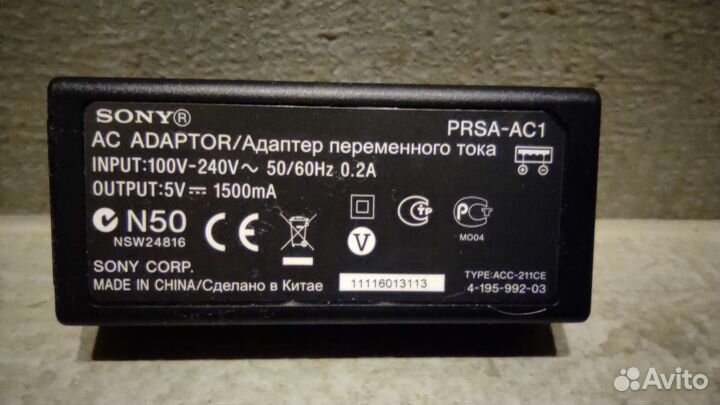 SONY®
PRSA-AC1
AC ADAPTOR/Адаптер переменного тока
INPUT:100V-240V~ 50/60Hz 0.2A
OUTPUT:5V⎓1500mA
N50
NSW24816
CE
V
PCT
MO04
SONY CORP.
MADE IN CHINA/Сделано в Китае
11116013113
TYPE:ACC-211CE
4-195-992-03
Avito